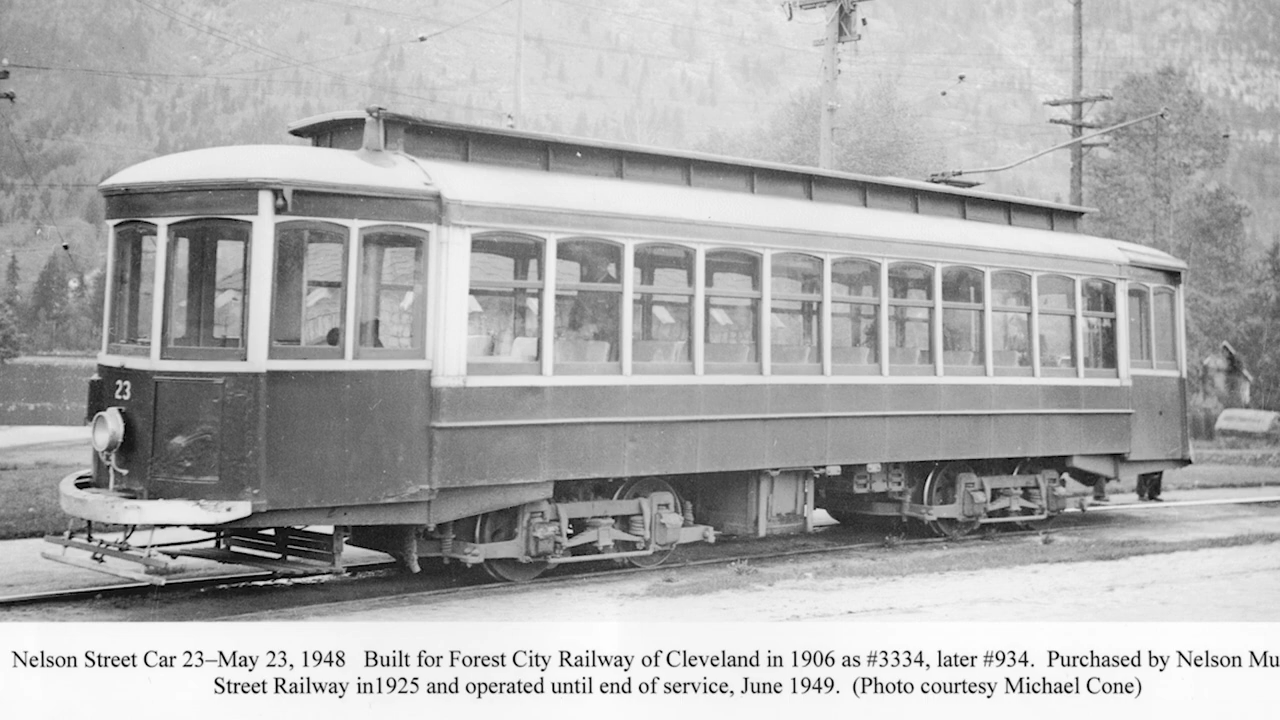 23
Nelson Street Car 23–May 23, 1948 Built for Forest City Railway of Cleveland in 1906 as #3334, later #934. Purchased by Nelson Mu
Street Railway in1925 and operated until end of service, June 1949. (Photo courtesy Michael Cone)